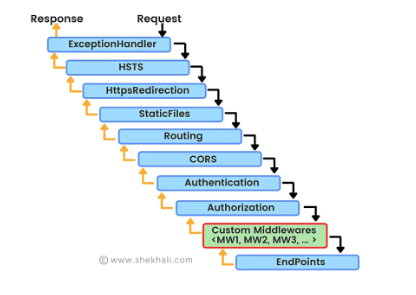 Response
Request
ExceptionHandler
HSTS
HttpsRedirection
StaticFiles
Routing
CORS
Authentication
Authorization
Custom Middlewares
<MW1, MW2, MW3, ... >
EndPoints
© www.shekhali.com